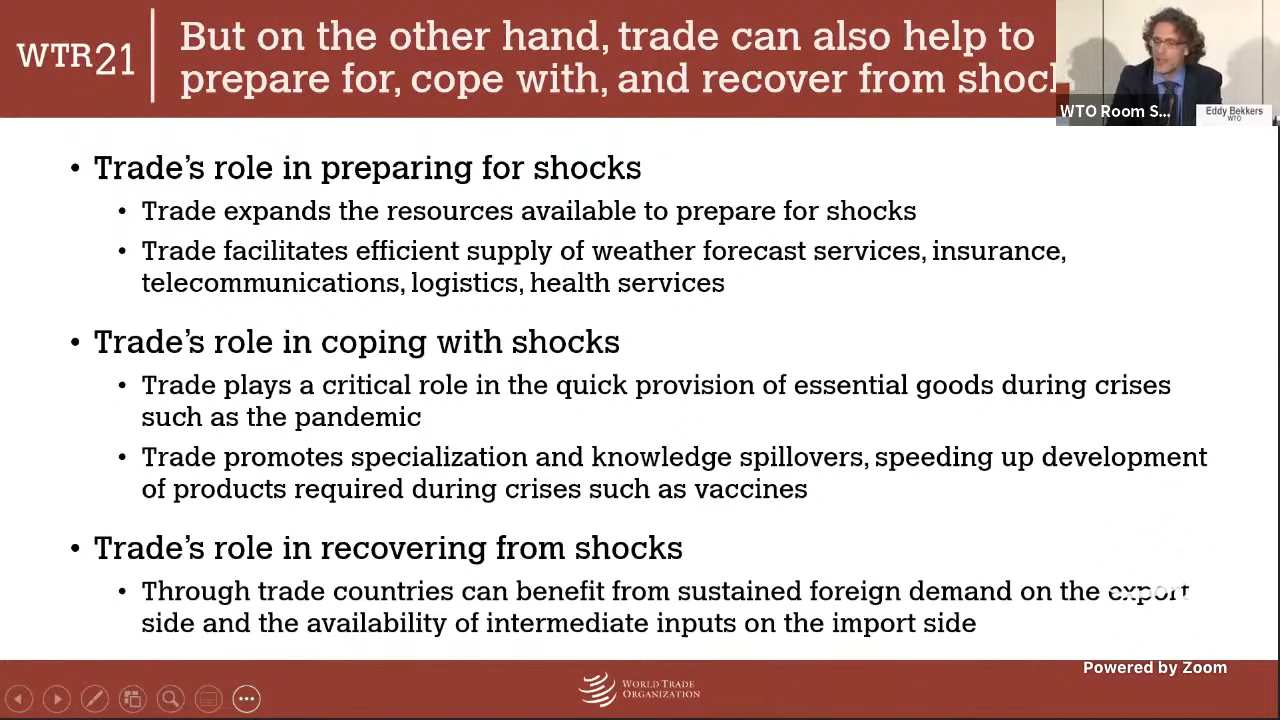 WTR21
But on the other hand, trade can also help to
prepare for, cope with, and recover from shoc
WTO Room S...
Eddy Bekkers
WTO
• Trade's role in preparing for shocks
• Trade expands the resources available to prepare for shocks
• Trade facilitates efficient supply of weather forecast services, insurance,
telecommunications, logistics, health services
• Trade's role in coping with shocks
• Trade plays a critical role in the quick provision of essential goods during crises
such as the pandemic
• Trade promotes specialization and knowledge spillovers, speeding up development
of products required during crises such as vaccines
• Trade's role in recovering from shocks
• Through trade countries can benefit from sustained foreign demand on the export
side and the availability of intermediate inputs on the import side
Powered by Zoom
WORLD TRADE
ORGANIZATION